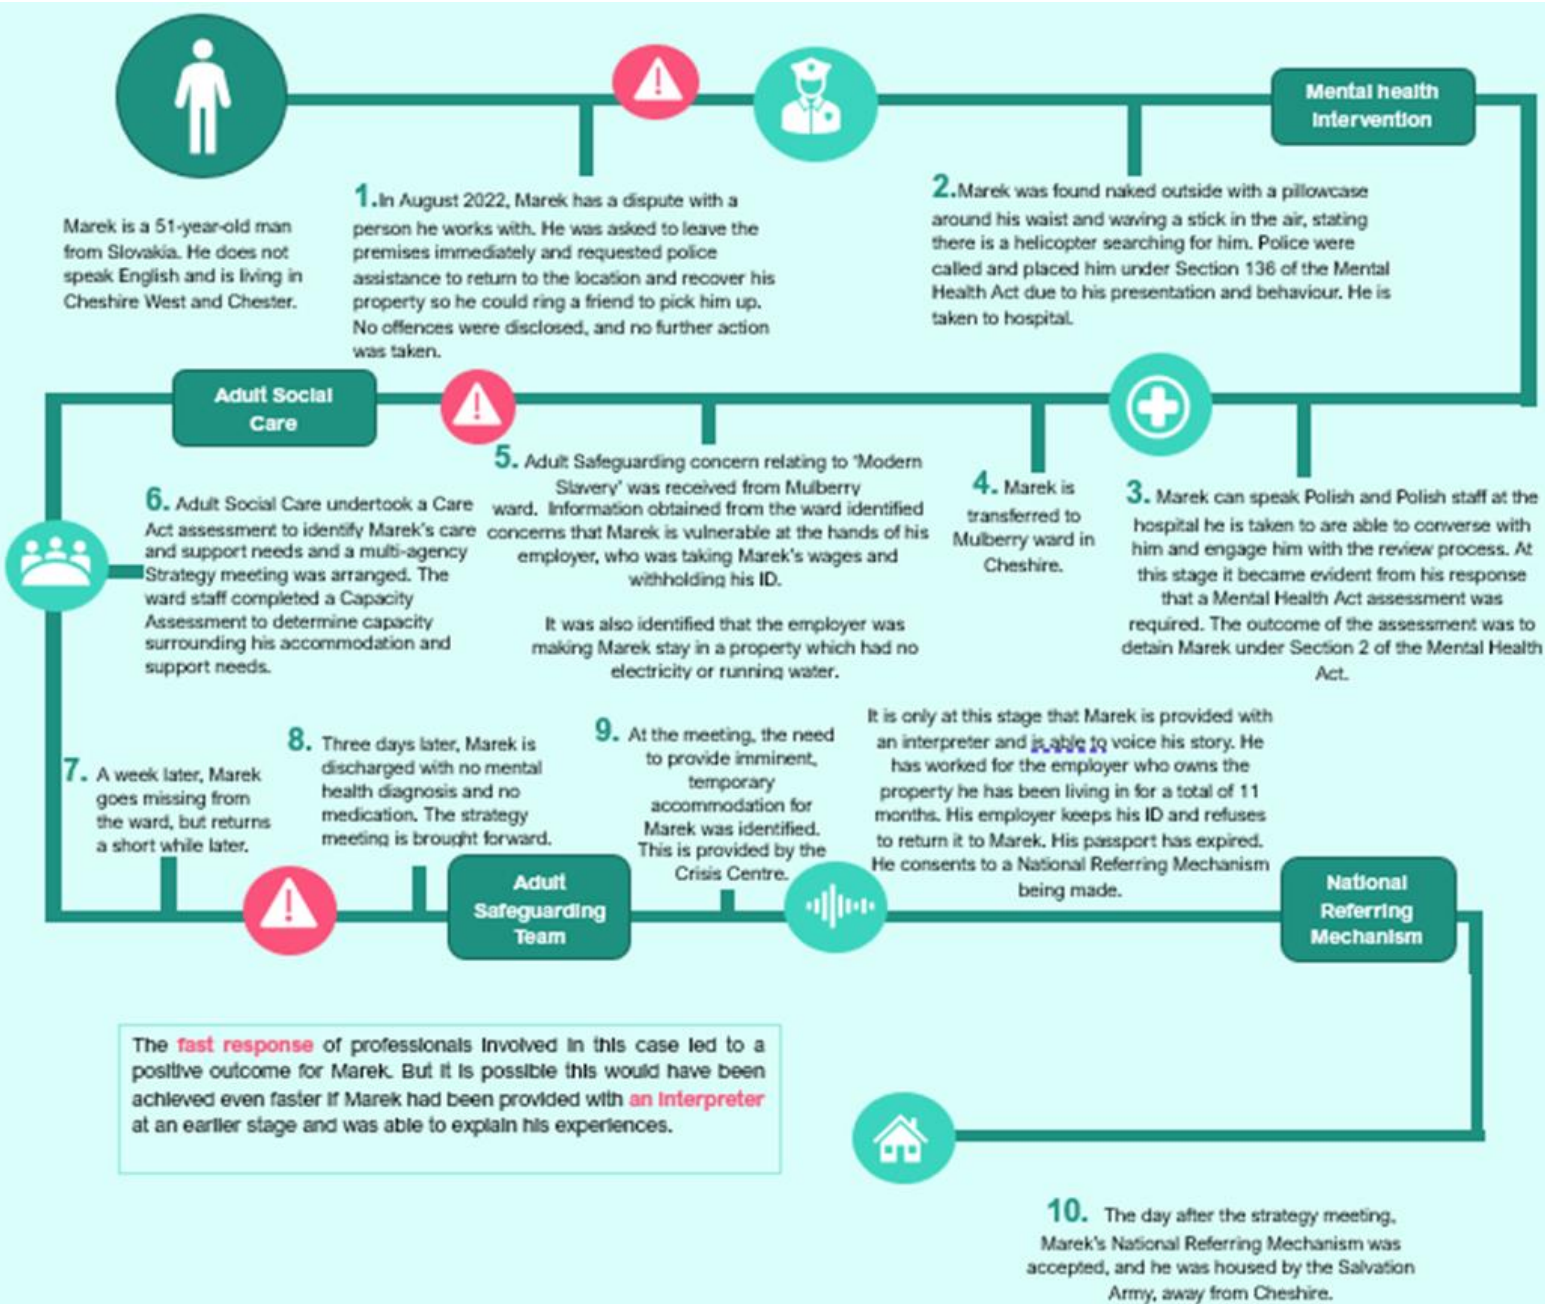 Mental health
Intervention
Marek is a 51-year-old man
from Slovakia. He does not
speak English and is living in
Cheshire West and Chester.
1.In August 2022, Marek has a dispute with a
person he works with. He was asked to leave the
premises immediately and requested police
assistance to return to the location and recover his
property so he could ring a friend to pick him up.
No offences were disclosed, and no further action
was taken.
2.Marek was found naked outside with a pillowcase
around his waist and waving a stick in the air, stating
there is a helicopter searching for him. Police were
called and placed him under Section 136 of the Mental
Health Act due to his presentation and behaviour. He is
taken to hospital.
3. Marek can speak Polish and Polish staff at the
hospital he is taken to are able to converse with
him and engage him with the review process. At
this stage it became evident from his response
that a Mental Health Act assessment was
required. The outcome of the assessment was to
detain Marek under Section 2 of the Mental Health
Act.
4. Marek is
transferred to
Mulberry ward in
Cheshire.
5. Adult Safeguarding concern relating to 'Modern
Slavery' was received from Mulberry
ward. Information obtained from the ward identified
concerns that Marek is vulnerable at the hands of his
employer, who was taking Marek's wages and
withholding his ID.
It was also identified that the employer was
making Marek stay in a property which had no
electricity or running water.
Adult Social
Care
6. Adult Social Care undertook a Care
Act assessment to identify Marek's care
and support needs and a multi-agency
Strategy meeting was arranged. The
ward staff completed a Capacity
Assessment to determine capacity
surrounding his accommodation and
support needs.
7. A week later, Marek
goes missing from
the ward, but returns
a short while later.
8. Three days later, Marek is
discharged with no mental
health diagnosis and no
medication. The strategy
meeting is brought forward.
Adult
Safeguarding
Team
9. At the meeting, the need
to provide imminent,
temporary
accommodation for
Marek was identified.
This is provided by the
Crisis Centre.
It is only at this stage that Marek is provided with
an interpreter and is able to voice his story. He
has worked for the employer who owns the
property he has been living in for a total of 11
months. His employer keeps his ID and refuses
to return it to Marek. His passport has expired.
He consents to a National Referring Mechanism
being made.
National
Referring
Mechanism
The fast response of professionals involved in this case led to a
positive outcome for Marek. But it is possible this would have been
achieved even faster if Marek had been provided with an interpreter
at an earlier stage and was able to explain his experiences.
10. The day after the strategy meeting,
Marek's National Referring Mechanism was
accepted, and he was housed by the Salvation
Army, away from Cheshire.